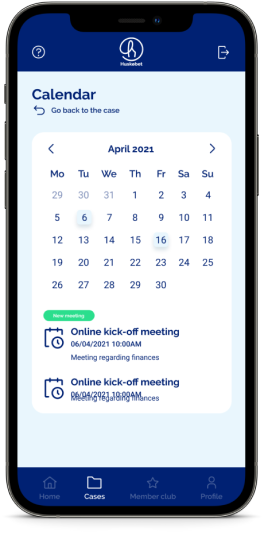 ?
Huskebet
Calendar
Go back to the case
April 2021
Mo Tu We Th Fr Sa Su
29 30 31 1 2 3 4
5 6 7 8 9 10 11
12 13 14 15 16 17 18
19 20 21 22 23 24 25
26 27 28 29 30
New meeting
Online kick-off meeting
06/04/2021 10:00AM
Meeting regarding finances
Online kick-off meeting
06/04/2021 10:00AM
Meeting regarding finances
Home Cases Member club Profile